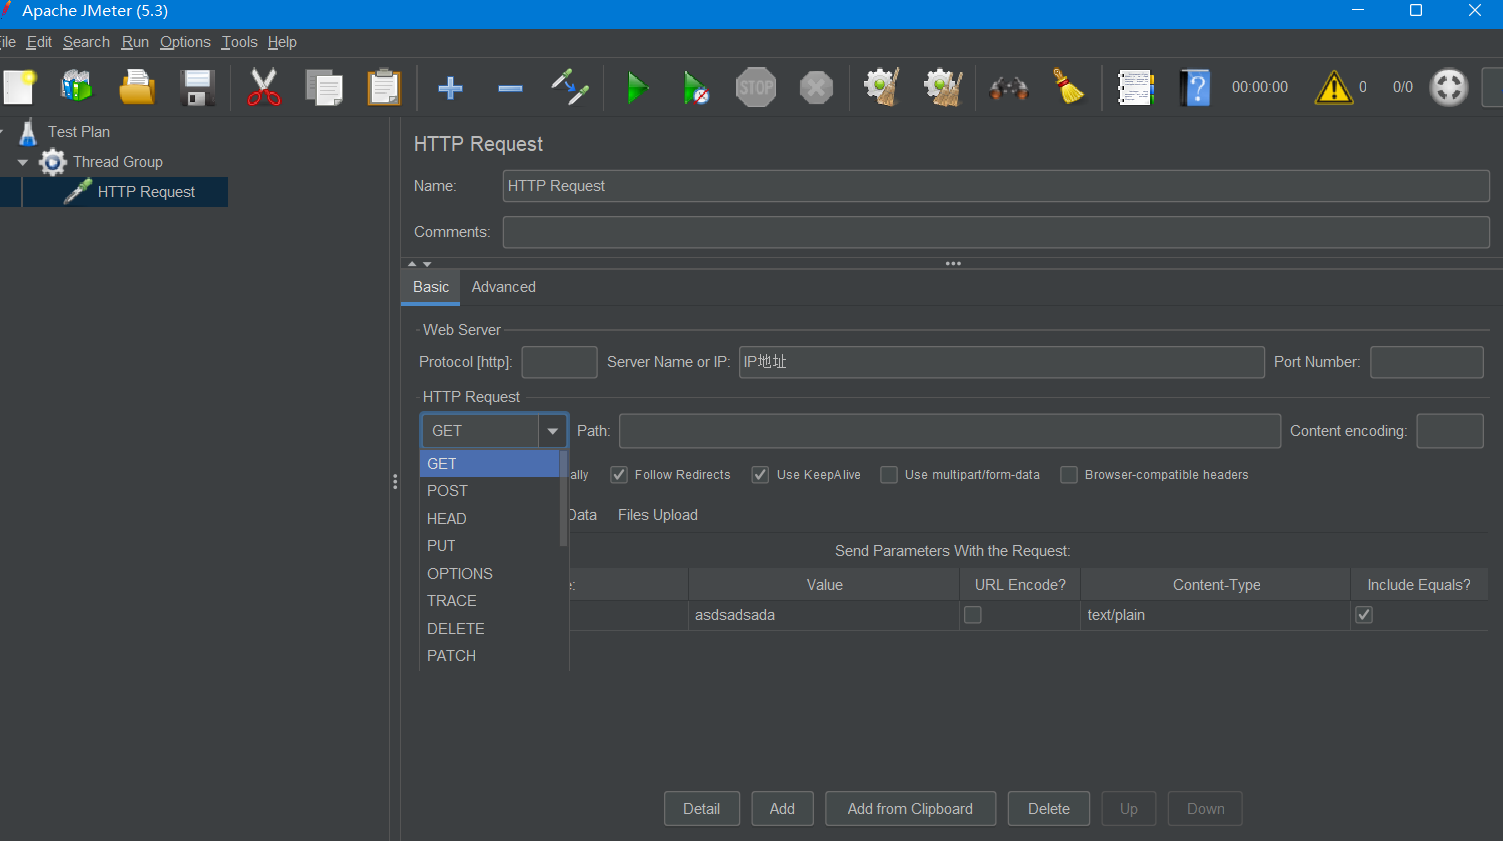 Apache JMeter (5.3)
ile Edit Search Run Options Tools Help
STOP 00:00:00 0 0/0
Test Plan
Thread Group
HTTP Request
HTTP Request
Name: HTTP Request
Comments:
Basic Advanced
Web Server
Protocol [http]: Server Name or IP: IP地址 Port Number:
HTTP Request
GET Path: Content encoding:
GET
ally Follow Redirects Use KeepAlive Use multipart/form-data Browser-compatible headers
POST
HEAD
Data Files Upload
PUT
Send Parameters With the Request:
OPTIONS
e: Value URL Encode? Content-Type Include Equals?
TRACE
asdsadsada text/plain
DELETE
PATCH
Detail Add Add from Clipboard Delete Up Down